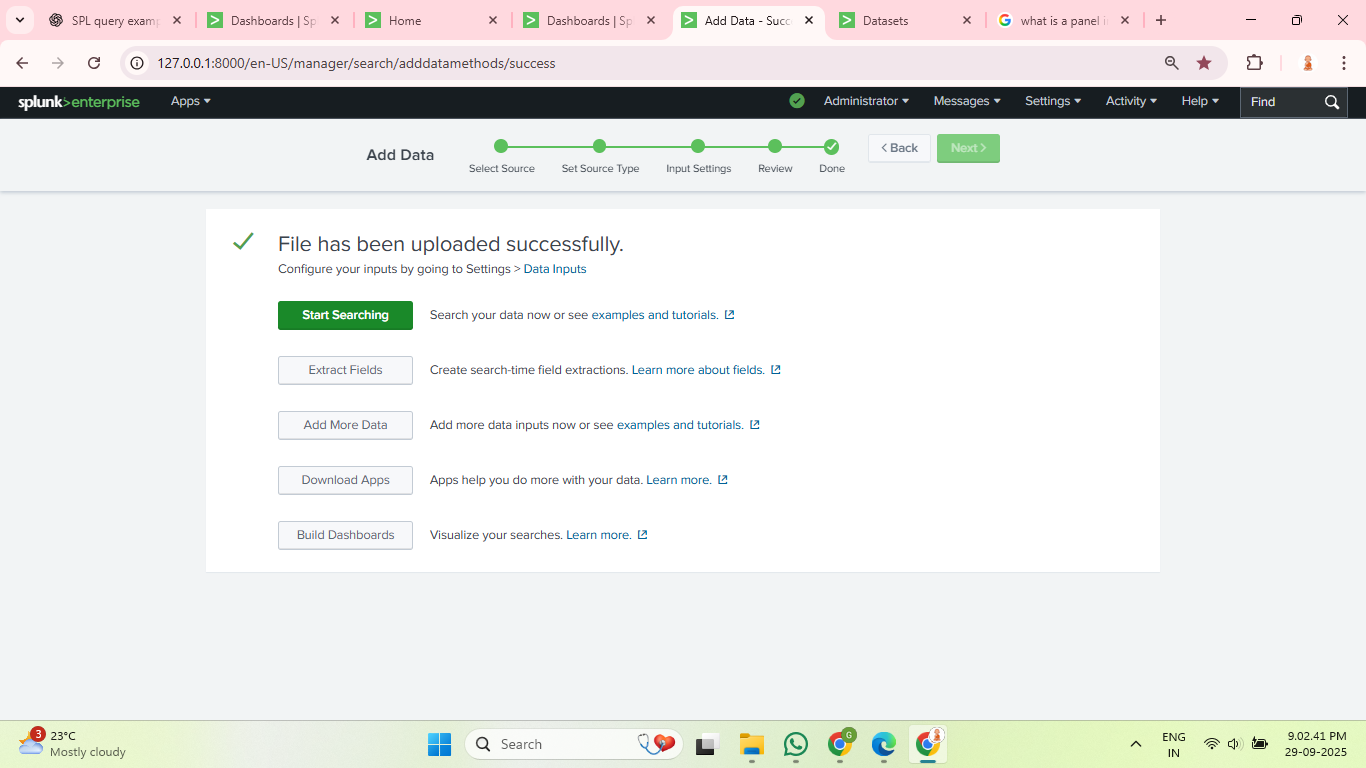 SPL query examp
Dashboards | Sp
Home
Dashboards | Sp
Add Data - Succ
Datasets
what is a panel i
127.0.0.1:8000/en-US/manager/search/adddatamethods/success
splunk>enterprise
Apps
Administrator
Messages
Settings
Activity
Help
Find
Add Data
Select Source
Set Source Type
Input Settings
Review
Done
< Back
Next >
File has been uploaded successfully.
Configure your inputs by going to Settings > Data Inputs
Start Searching
Search your data now or see examples and tutorials.
Extract Fields
Create search-time field extractions. Learn more about fields.
Add More Data
Add more data inputs now or see examples and tutorials.
Download Apps
Apps help you do more with your data. Learn more.
Build Dashboards
Visualize your searches. Learn more.
3
23°C
Mostly cloudy
Search
G
ENG
IN
9.02.41 PM
29-09-2025